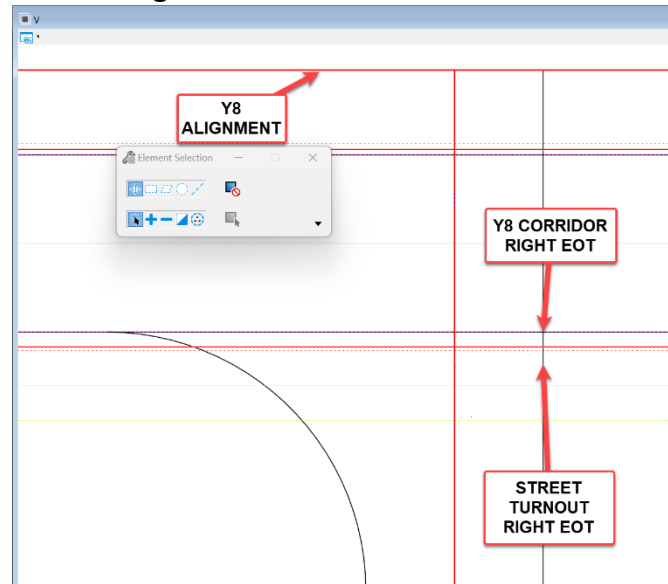 V
Y8
ALIGNMENT
Element Selection
Y8 CORRIDOR
RIGHT EOT
STREET
TURNOUT
RIGHT EOT